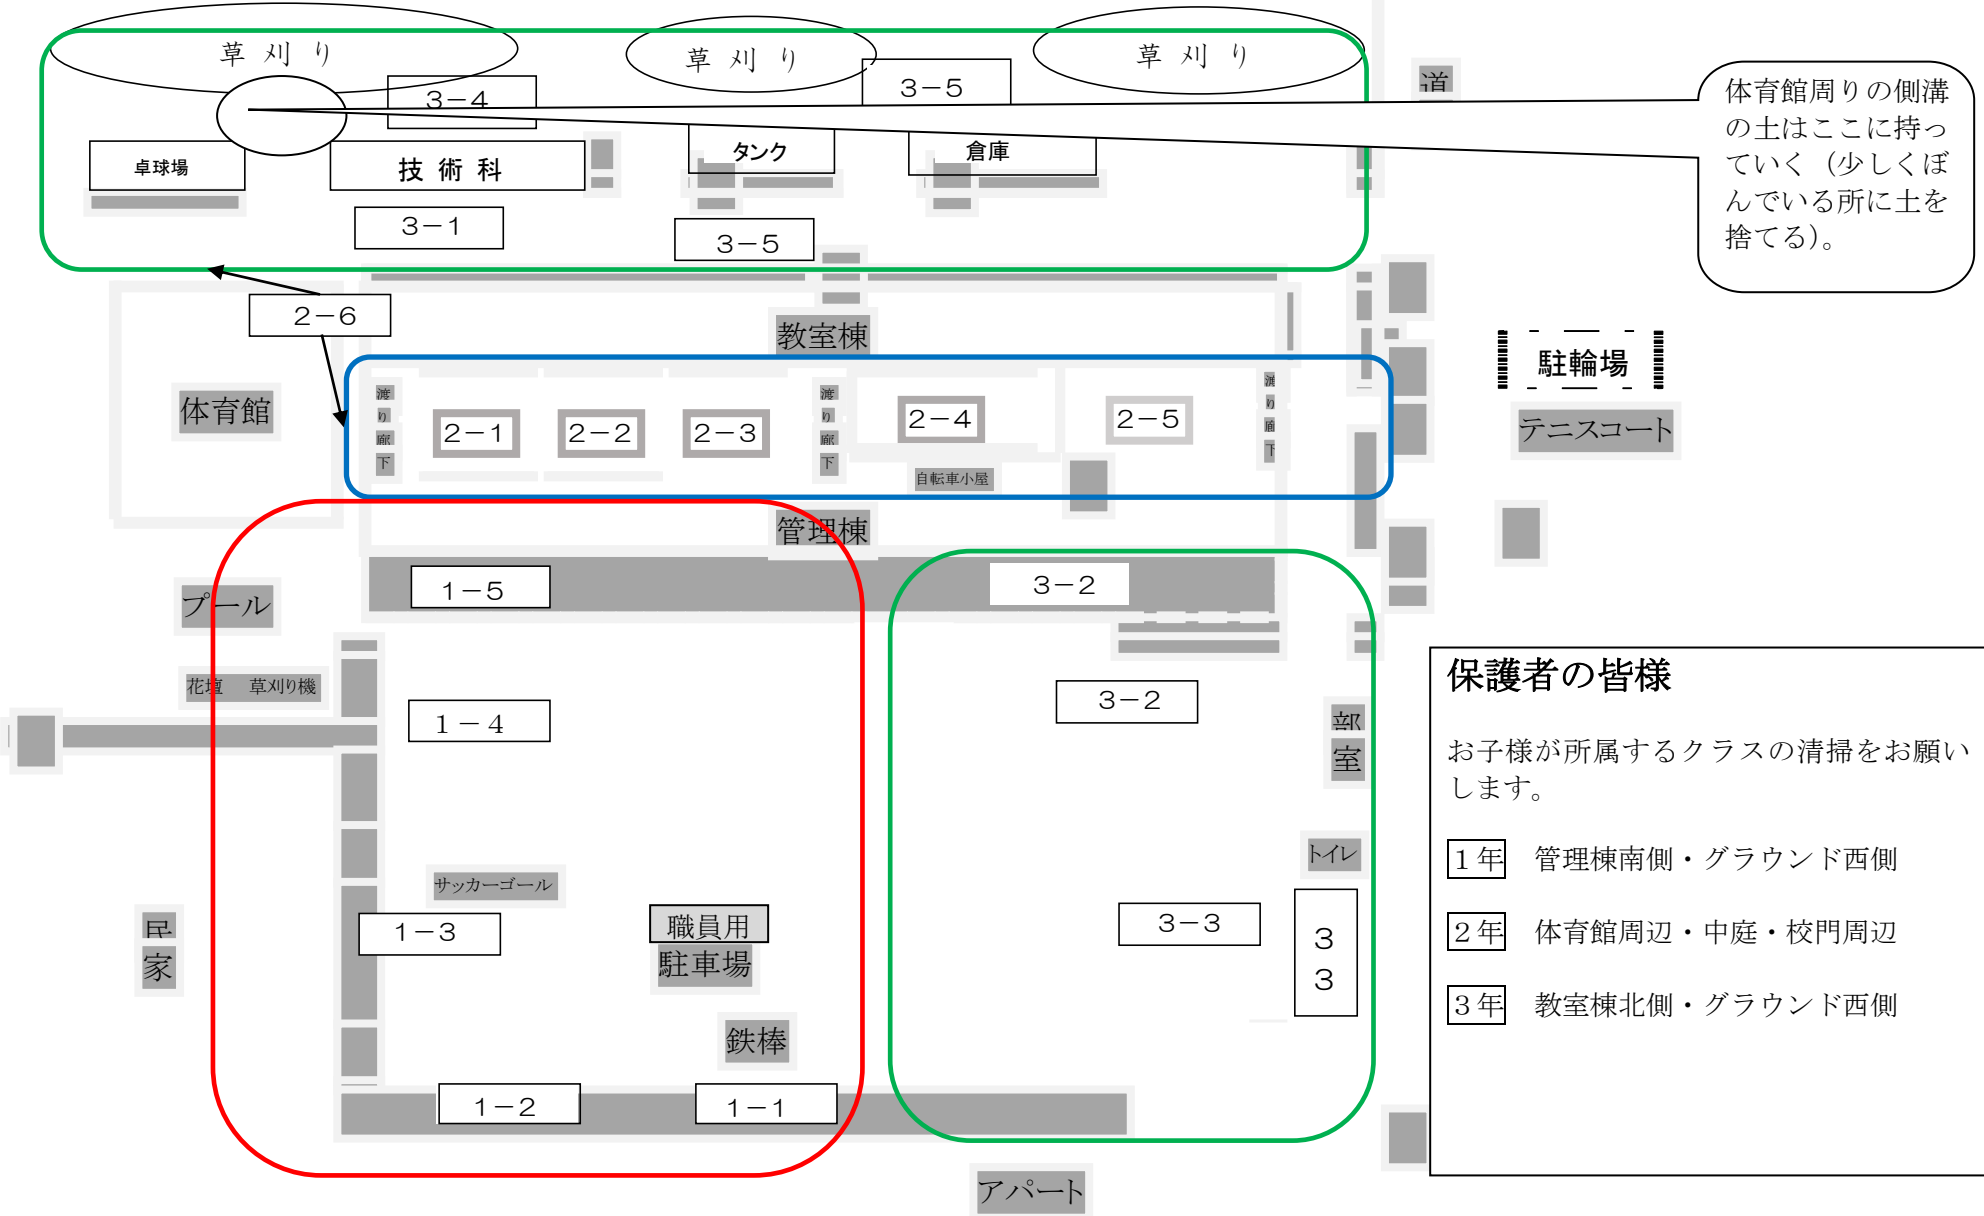 草 刈 り
草 刈 り
草 刈 り
３－４
３－５
道
体育館周りの側溝
の土はここに持っ
ていく（少しくぼ
んでいる所に土を
捨てる）。
卓球場
技 術 科
タンク
倉庫
３－１
３－５
２－６
教室棟
駐輪場
体育館
渡り廊下
２－１
２－２
２－３
渡り廊下
２－４
２－５
渡り廊下
テニスコート
自転車小屋
管理棟
１－５
３－２
プール
花壇　草刈り機
１－４
３－２
部室
トイレ
サッカーゴール
１－３
職員用
駐車場
３－３
３３
民家
鉄棒
１－２
１－１
アパート
保護者の皆様
お子様が所属するクラスの清掃をお願い
します。
１年　管理棟南側・グラウンド西側
２年　体育館周辺・中庭・校門周辺
３年　教室棟北側・グラウンド西側